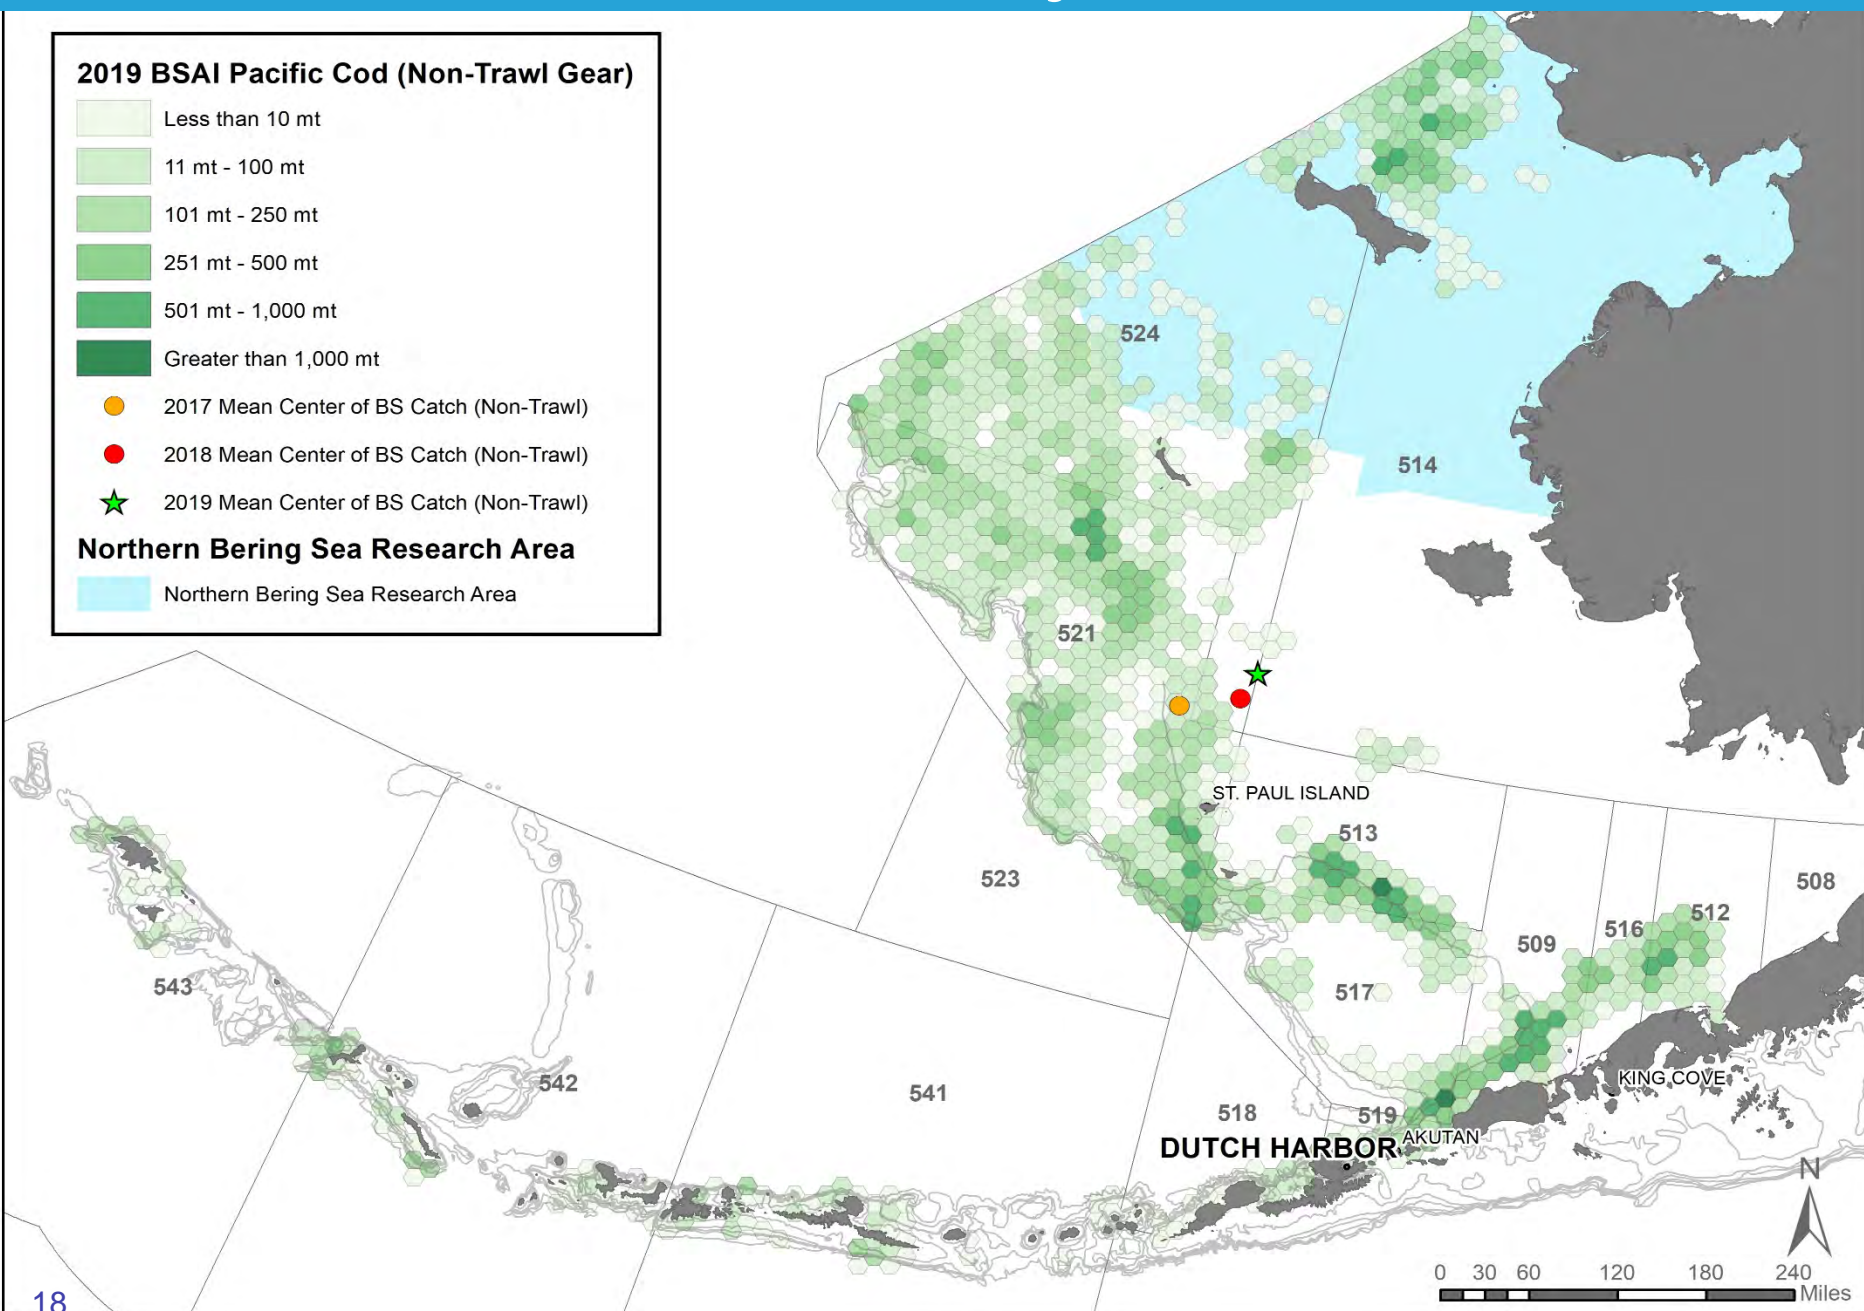 2019 BSAI Pacific Cod (Non-Trawl Gear)
Less than 10 mt
11 mt - 100 mt
101 mt - 250 mt
251 mt - 500 mt
501 mt - 1,000 mt
Greater than 1,000 mt
2017 Mean Center of BS Catch (Non-Trawl)
2018 Mean Center of BS Catch (Non-Trawl)
2019 Mean Center of BS Catch (Non-Trawl)
Northern Bering Sea Research Area
Northern Bering Sea Research Area
524
514
521
ST. PAUL ISLAND
513
523
508
512
516
509
543
517
542
541
KING COVE
518
519
AKUTAN
DUTCH HARBOR
N
0 30 60 120 180 240
Miles
18